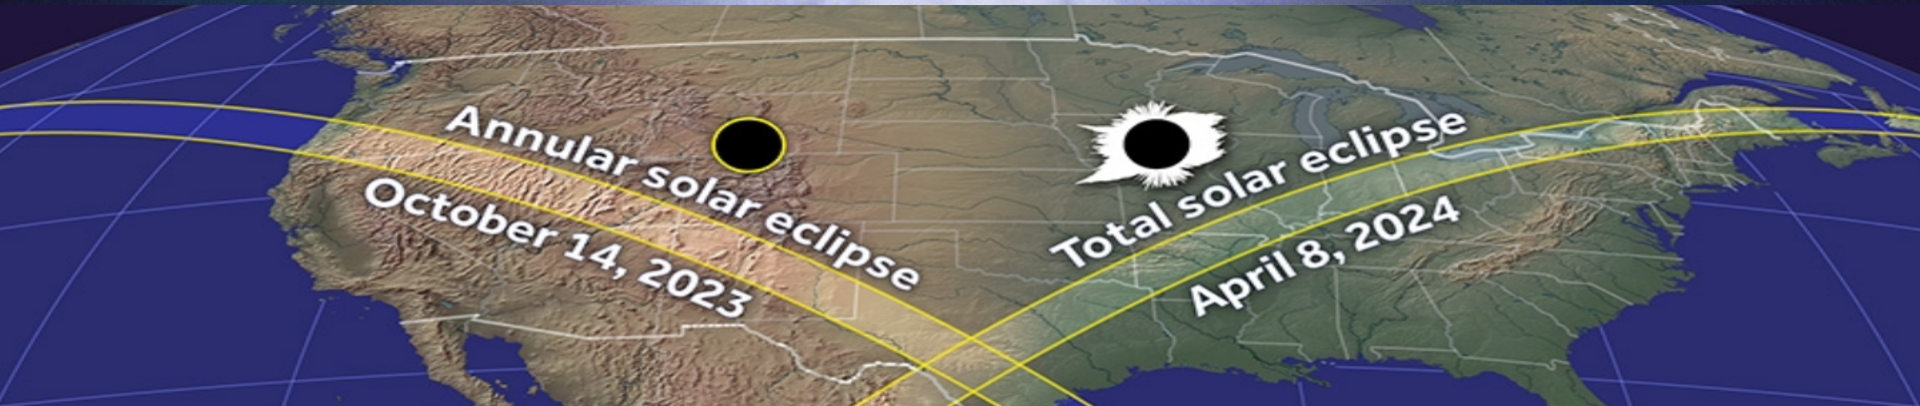 Annular solar eclipse
October 14, 2023
Total solar eclipse
April 8, 2024